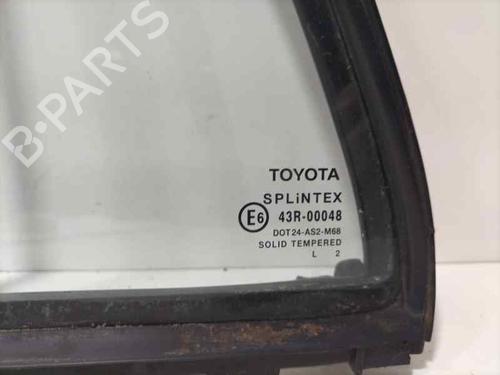 B-PARTS
TOYOTA
SPLiNTEX
E6 43R-00048
DOT24-AS2-M68
SOLID TEMPERED
L 2